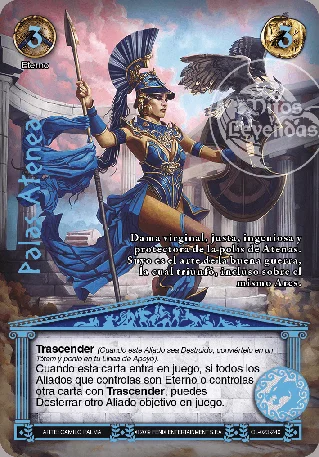 3
3
Eterno
Mitos y
Leyendas
Palas Atenea
Dama virginal, justa, ingeniosa y
protectora de la polis de Atenas.
Suyo es el arte de la buena guerra,
la cual triunfó, incluso sobre el
mismo Ares.
Trascender (Cuando este Aliado sea Destruido, conviértelo en un
Tótem y ponlo en tu Línea de Apoyo).
Cuando esta carta entra en juego, si todos los
Aliados que controlas son Eterno o controlas
otra carta con Trascender, puedes
Desterrar otro Aliado objetivo en juego.